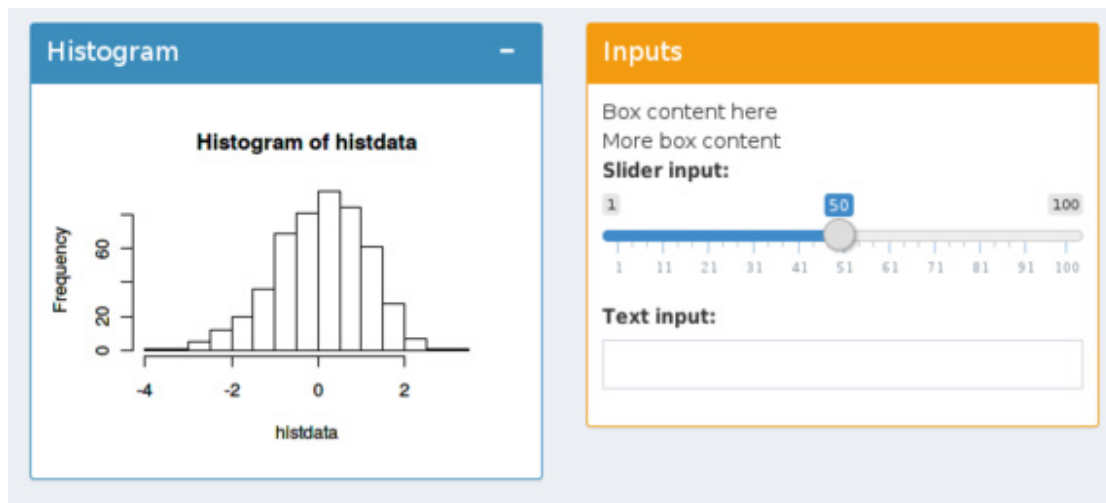 Histogram −
Histogram of histdata
Frequency
60
20
0
-4 -2 0 2
histdata
Inputs
Box content here
More box content
Slider input:
1 50 100
1 11 21 31 41 51 61 71 81 91 100
Text input: